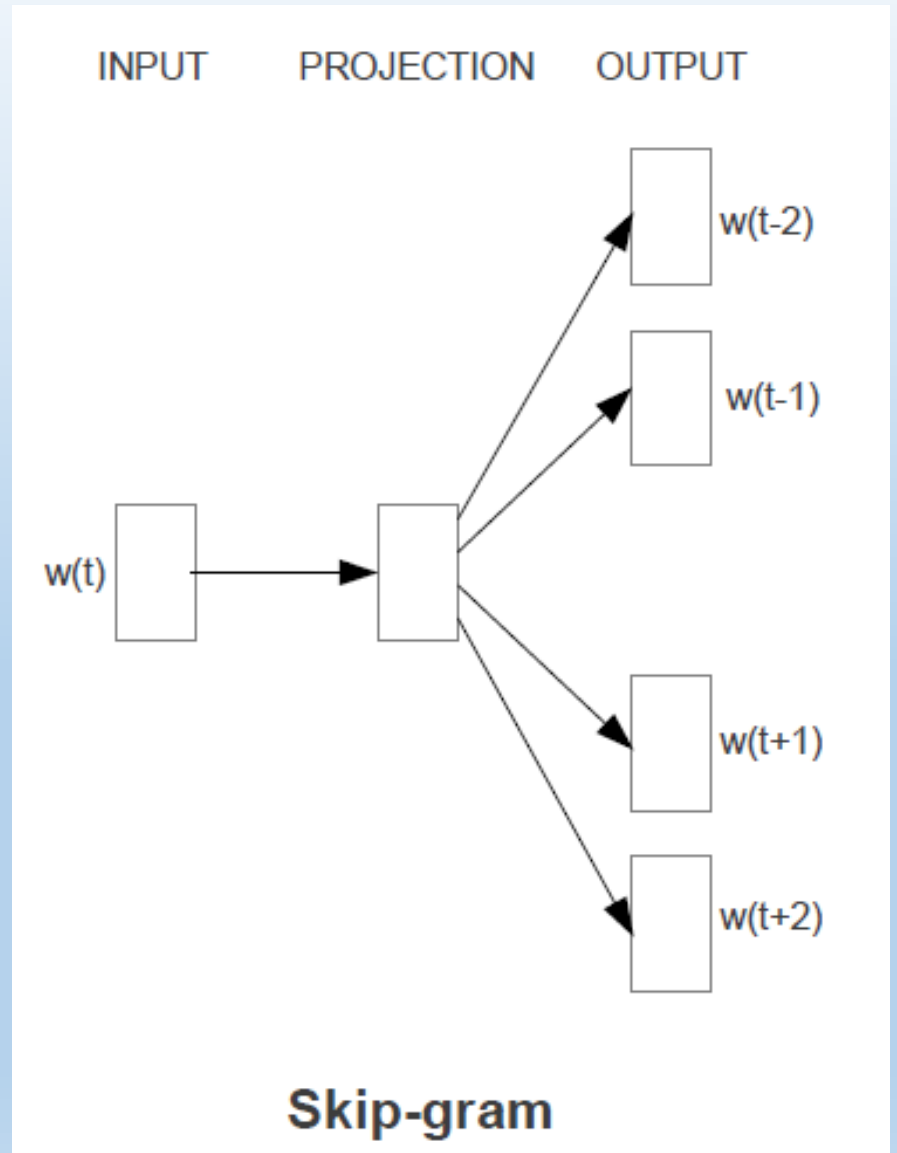 INPUT PROJECTION OUTPUT
w(t-2)
w(t-1)
w(t)
w(t+1)
w(t+2)
Skip-gram